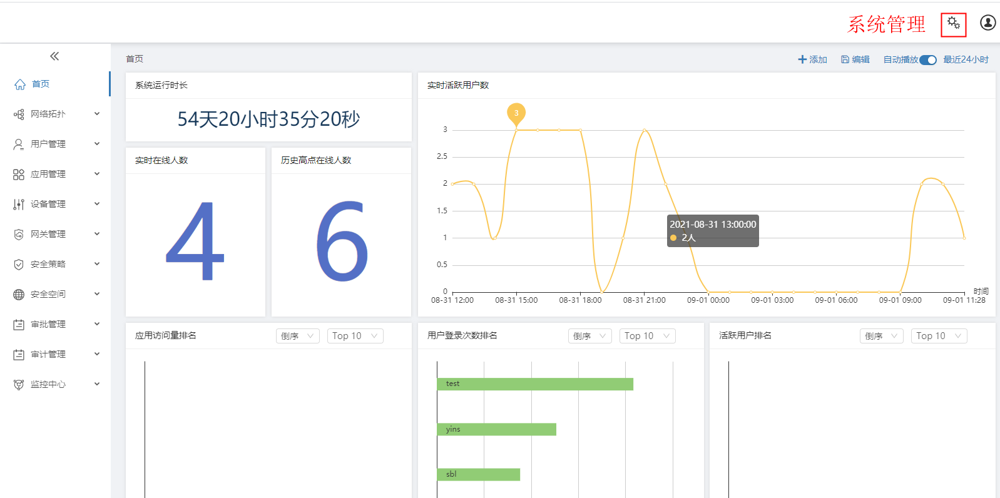 系统管理
首页
添加
编辑
自动播放
最近24小时
首页
网络拓扑
用户管理
应用管理
设备管理
网关管理
安全策略
安全空间
审批管理
审计管理
监控中心
系统运行时长
54天20小时35分20秒
实时在线人数
4
历史高点在线人数
6
实时活跃用户数
3
3
2.5
2
1.5
1
0.5
0
2021-08-31 13:00:00
2人
时间
08-31 12:00
08-31 15:00
08-31 18:00
08-31 21:00
09-01 00:00
09-01 03:00
09-01 06:00
09-01 09:00
09-01 11:28
应用访问量排名
倒序
Top 10
用户登录次数排名
倒序
Top 10
test
yins
sbl
活跃用户排名
倒序
Top 10